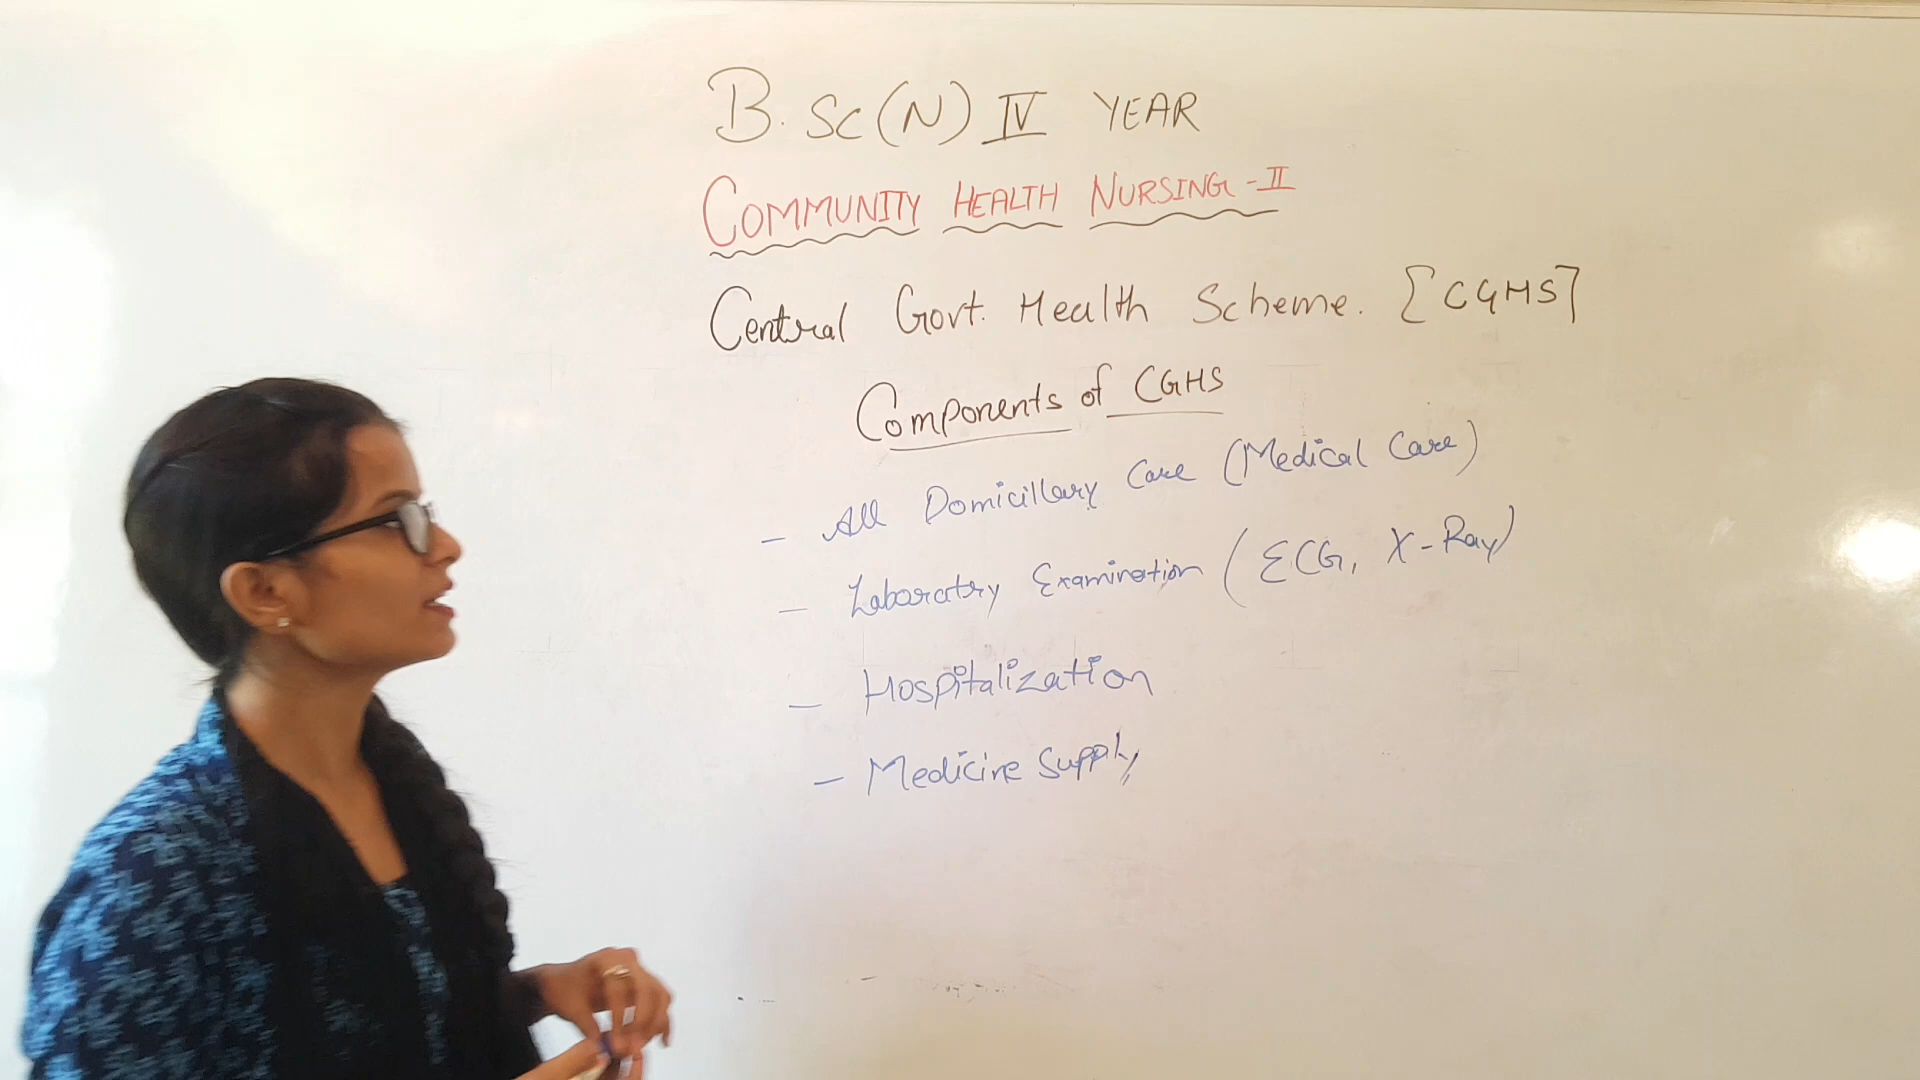 B. Sc (N) IV YEAR
COMMUNITY HEALTH NURSING - II
Central Govt. Health Scheme. [CGHS]
Components of CGHS
- All Domicillary Care (Medical Care)
- Laboratry Examination (ECG, X-Ray)
- Hospitalization
- Medicine Supply